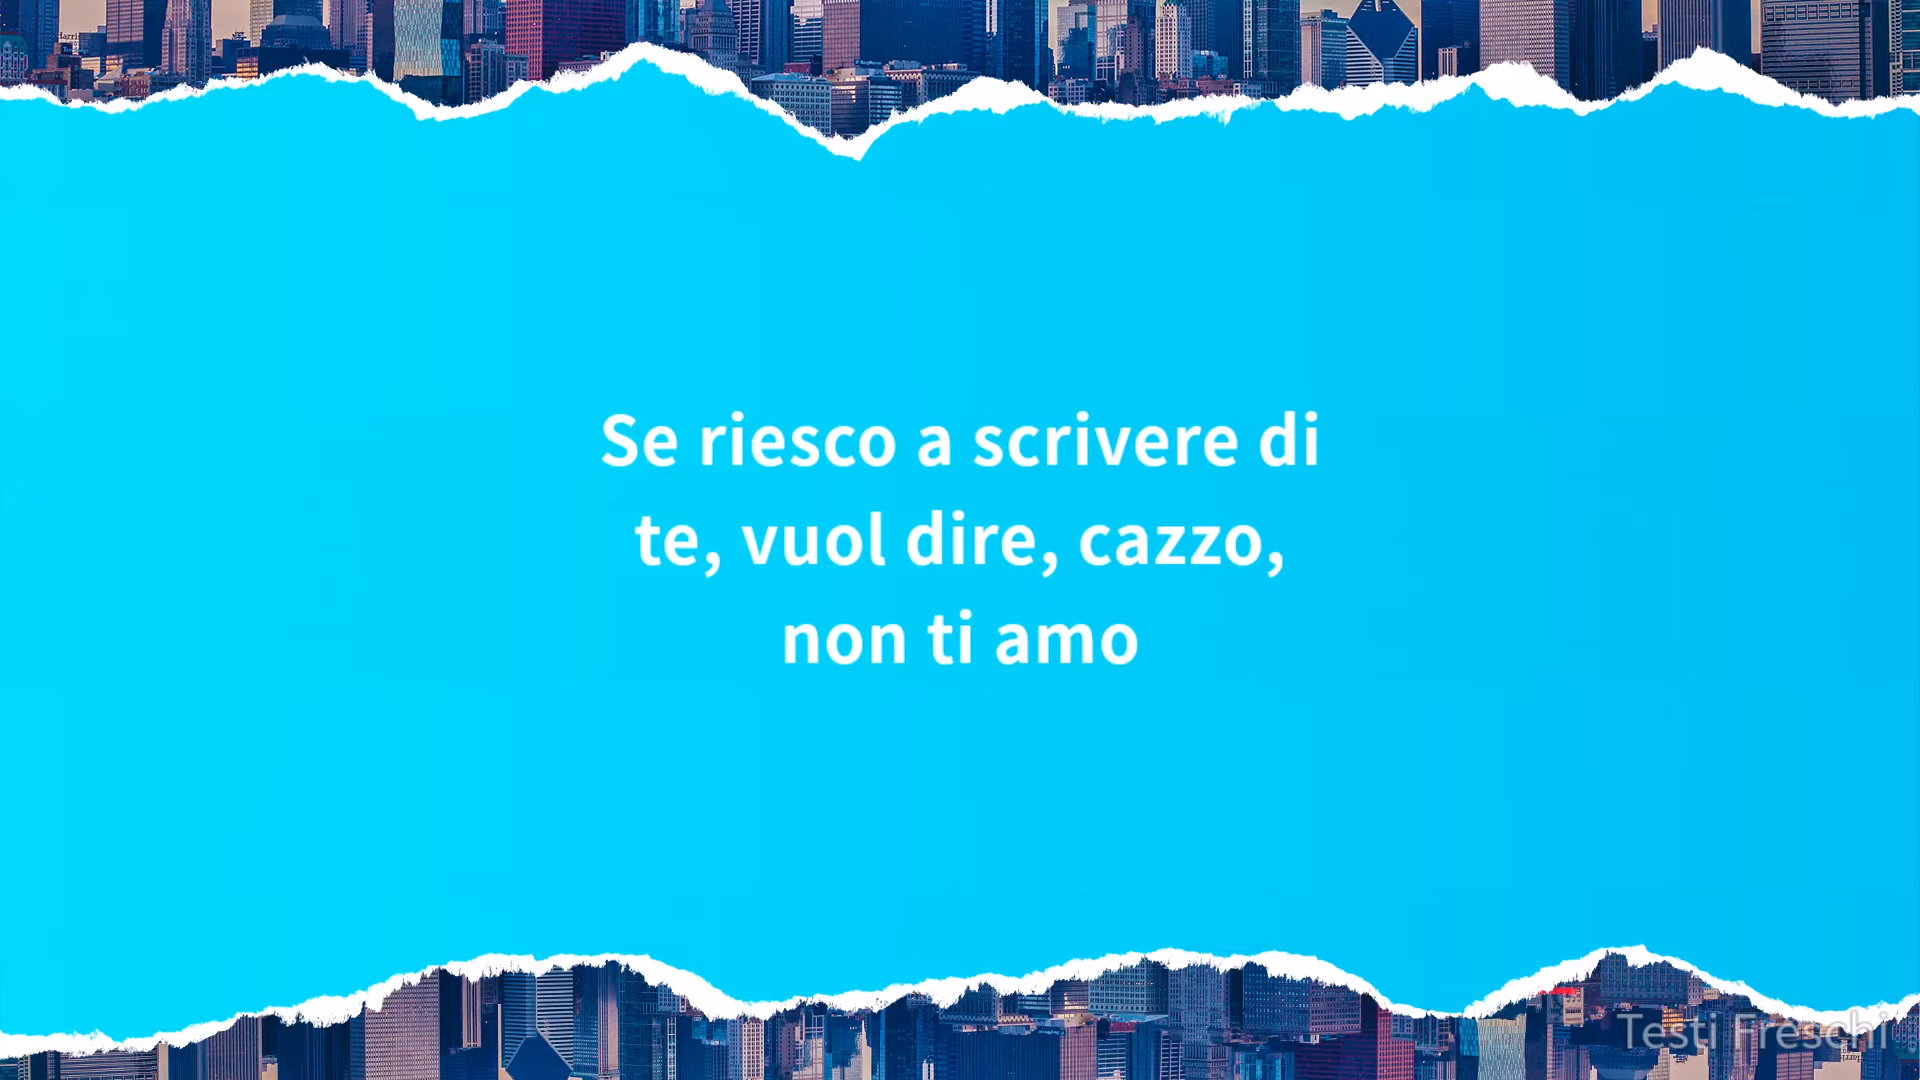 Se riesco a scrivere di
te, vuol dire, cazzo,
non ti amo
Testi Freschi